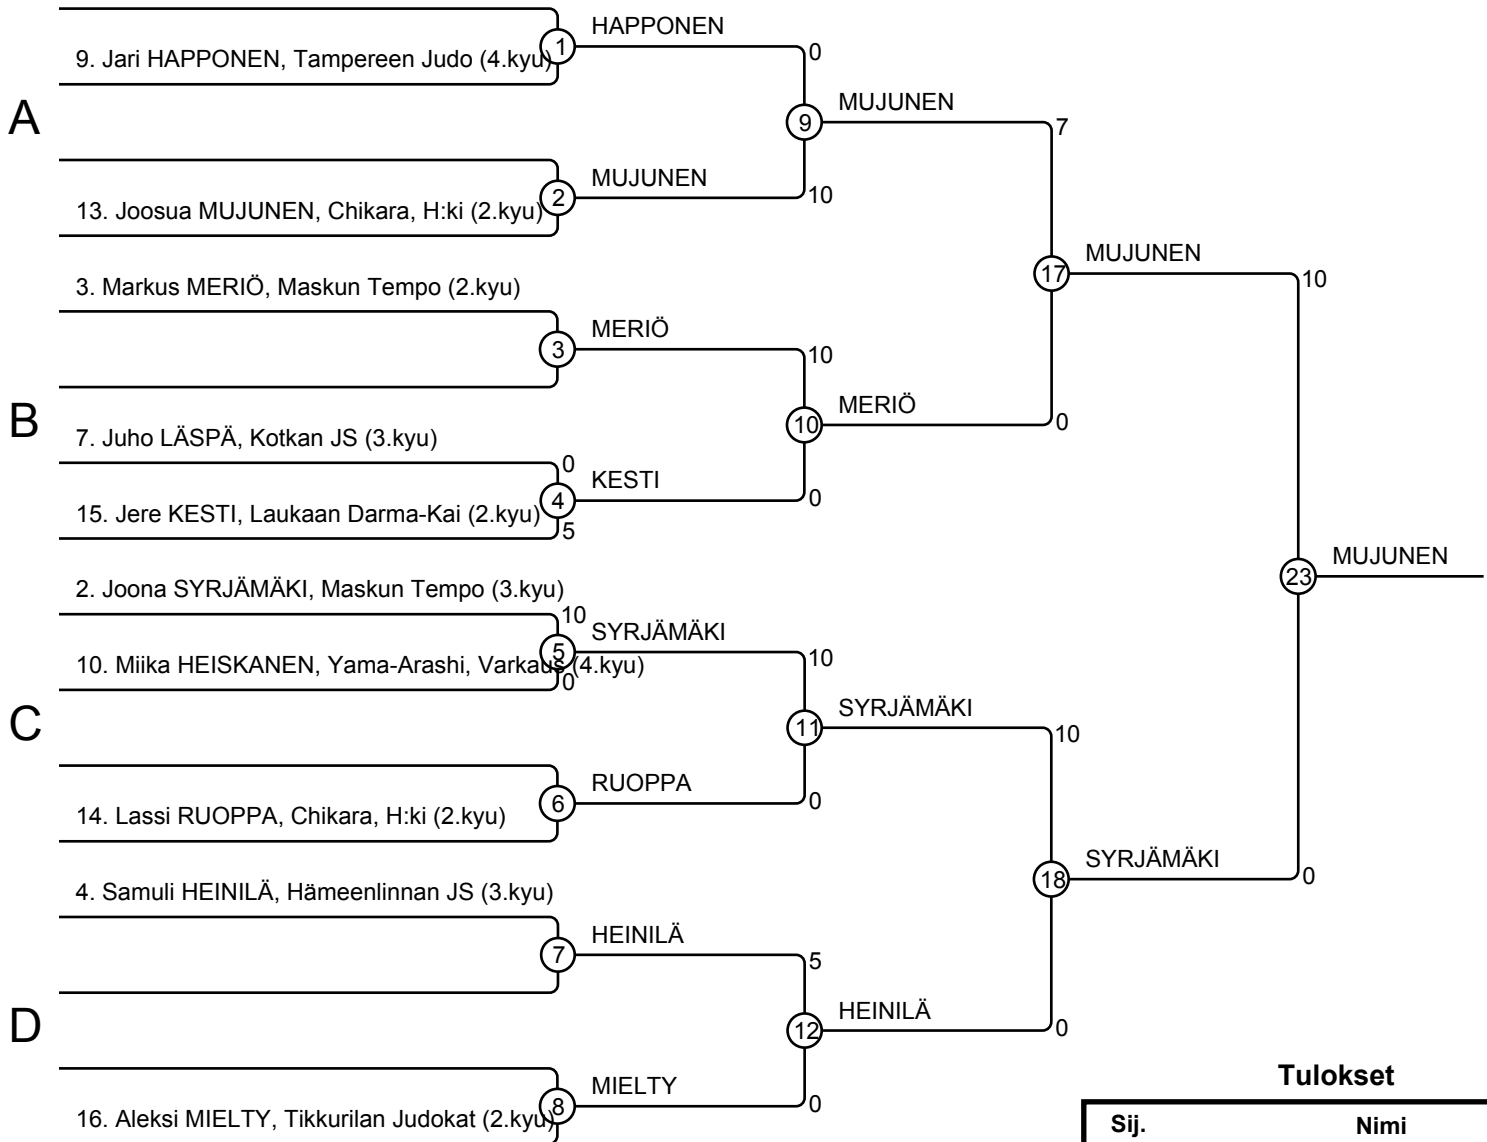 HAPPONEN
0
9. Jari HAPPONEN, Tampereen Judo (4.kyu)
1
A
MUJUNEN
9
7
MUJUNEN
2
10
13. Joosua MUJUNEN, Chikara, H:ki (2.kyu)
MUJUNEN
17
10
3. Markus MERIÖ, Maskun Tempo (2.kyu)
MERIÖ
3
10
B
MERIÖ
10
0
7. Juho LÄSPÄ, Kotkan JS (3.kyu)
0
KESTI
4
0
15. Jere KESTI, Laukaan Darma-Kai (2.kyu)
5
MUJUNEN
23
2. Joona SYRJÄMÄKI, Maskun Tempo (3.kyu)
10
SYRJÄMÄKI
5
10
10. Miika HEISKANEN, Yama-Arashi, Varkaus (4.kyu)
0
C
SYRJÄMÄKI
11
10
RUOPPA
6
0
14. Lassi RUOPPA, Chikara, H:ki (2.kyu)
SYRJÄMÄKI
18
0
4. Samuli HEINILÄ, Hämeenlinnan JS (3.kyu)
HEINILÄ
7
5
D
HEINILÄ
12
0
MIELTY
8
0
16. Aleksi MIELTY, Tikkurilan Judokat (2.kyu)
Tulokset
Sij. Nimi